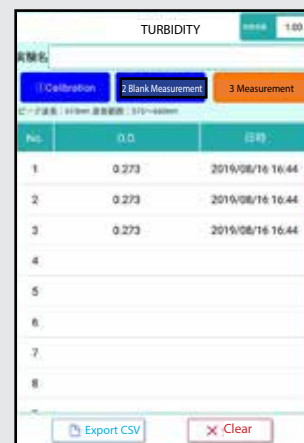 TURBIDITY
1.00
実験名
①Calibration 2 Blank Measurement 3 Measurement
No. O.D. 日時
1 0.273 2019/08/16 16:44
2 0.273 2019/08/16 16:44
3 0.273 2019/08/16 16:44
4
5
6
7
8
Export CSV Clear